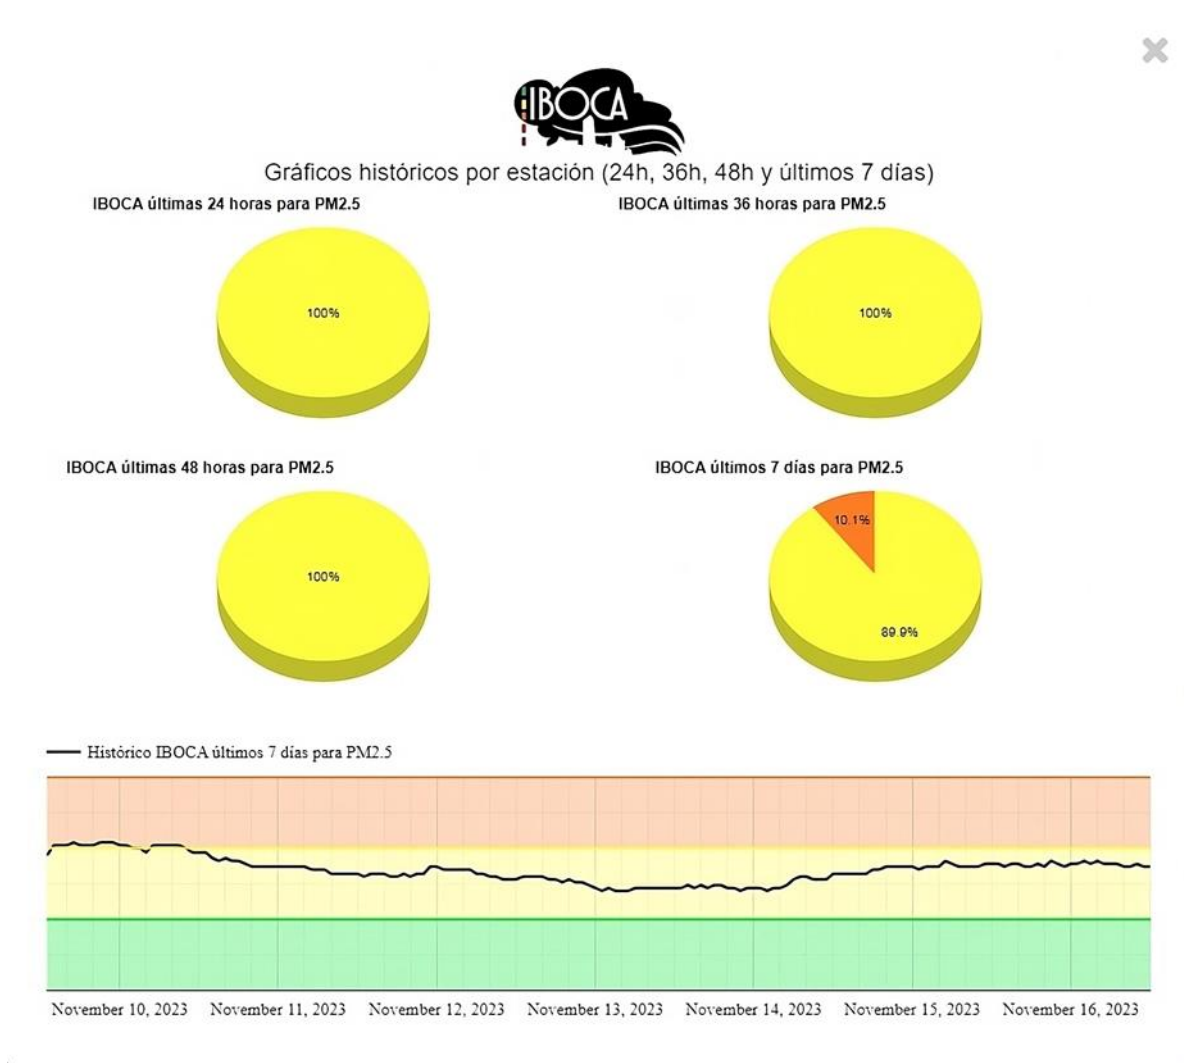 IBOCA
Gráficos históricos por estación (24h, 36h, 48h y últimos 7 días)
IBOCA últimas 24 horas para PM2.5
IBOCA últimas 36 horas para PM2.5
100%
100%
IBOCA últimas 48 horas para PM2.5
IBOCA últimos 7 días para PM2.5
100%
10.1%
89.9%
Histórico IBOCA últimos 7 días para PM2.5
November 10, 2023 November 11, 2023 November 12, 2023 November 13, 2023 November 14, 2023 November 15, 2023 November 16, 2023